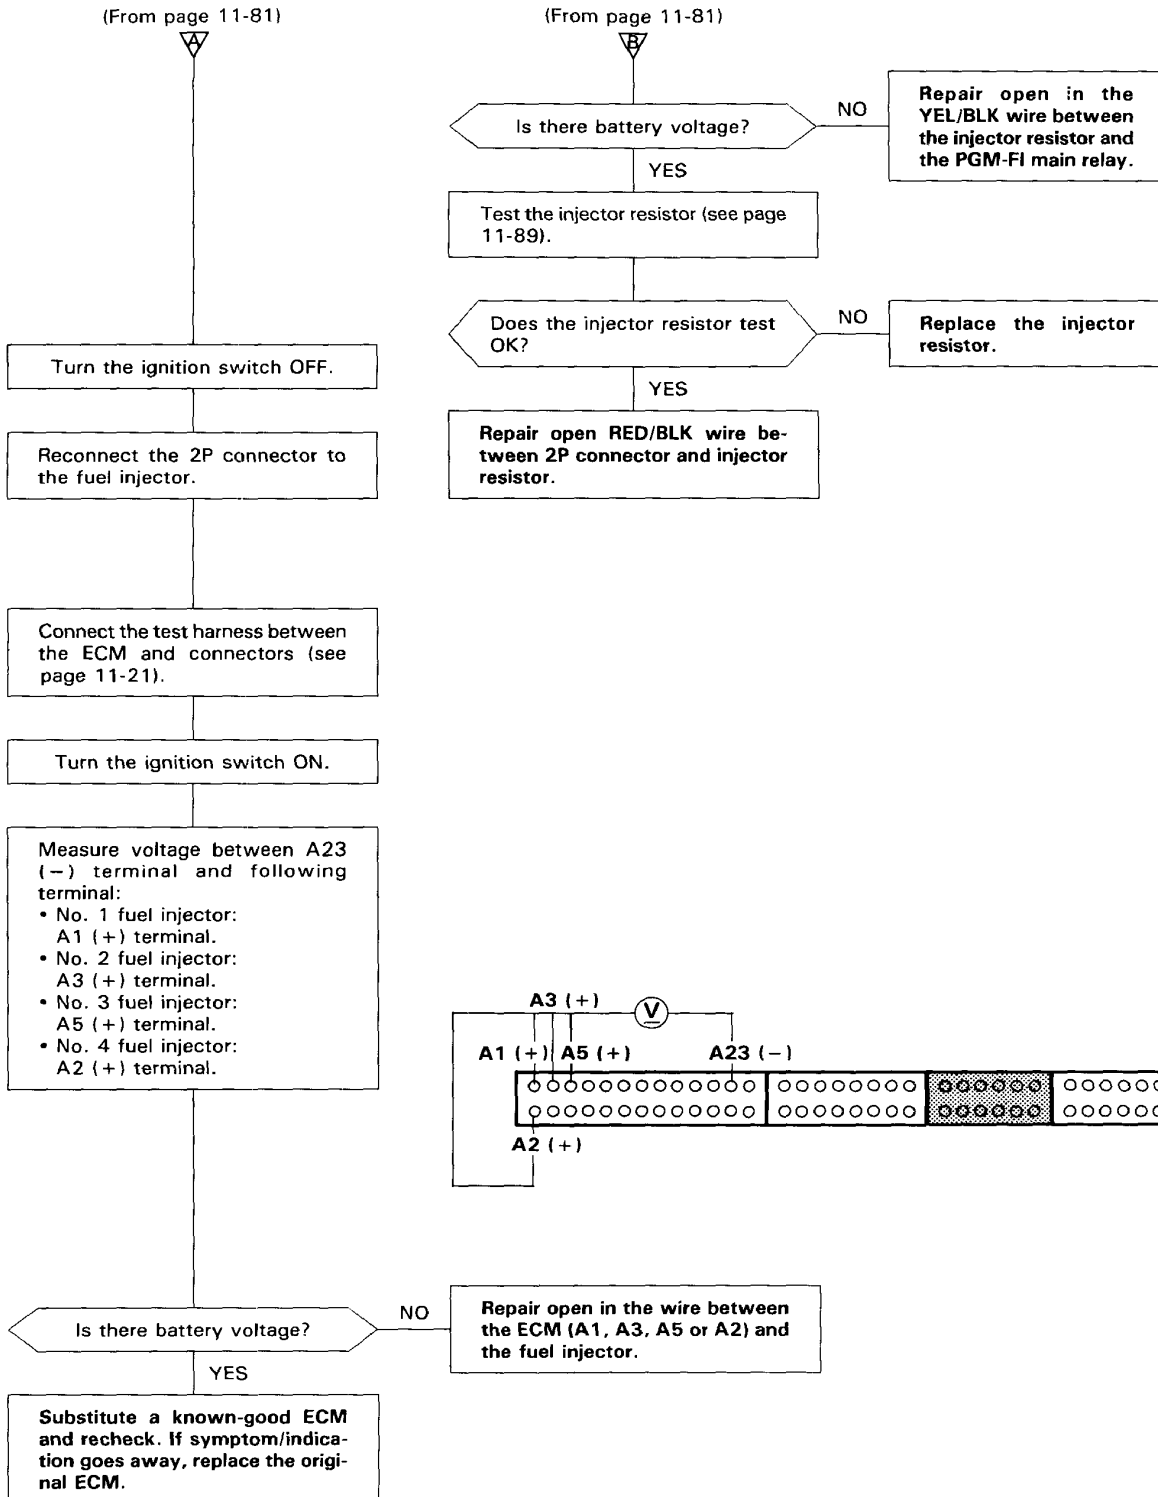 (From page 11-81)
A
Turn the ignition switch OFF.
Reconnect the 2P connector to
the fuel injector.
Connect the test harness between
the ECM and connectors (see
page 11-21).
Turn the ignition switch ON.
Measure voltage between A23
(−) terminal and following
terminal:
• No. 1 fuel injector:
A1 (+) terminal.
• No. 2 fuel injector:
A3 (+) terminal.
• No. 3 fuel injector:
A5 (+) terminal.
• No. 4 fuel injector:
A2 (+) terminal.
Is there battery voltage?
NO
Repair open in the wire between
the ECM (A1, A3, A5 or A2) and
the fuel injector.
YES
Substitute a known-good ECM
and recheck. If symptom/indica-
tion goes away, replace the origi-
nal ECM.
(From page 11-81)
B
Is there battery voltage?
NO
Repair open in the
YEL/BLK wire between
the injector resistor and
the PGM-FI main relay.
YES
Test the injector resistor (see page
11-89).
Does the injector resistor test
OK?
NO
Replace the injector
resistor.
YES
Repair open RED/BLK wire be-
tween 2P connector and injector
resistor.
A3 (+)
V
A1 (+) A5 (+) A23 (−)
A2 (+)